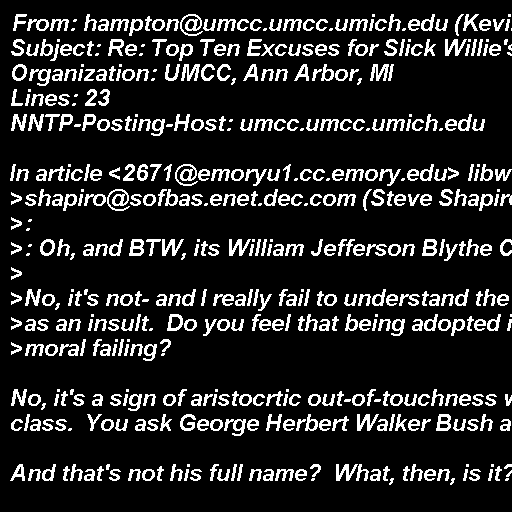 From: hampton@umcc.umcc.umich.edu (Kevi
Subject: Re: Top Ten Excuses for Slick Willie's
Organization: UMCC, Ann Arbor, MI
Lines: 23
NNTP-Posting-Host: umcc.umcc.umich.edu
In article <2671@emoryu1.cc.emory.edu> libw
>shapiro@sofbas.enet.dec.com (Steve Shapiro
>:
>: Oh, and BTW, its William Jefferson Blythe C
>
>No, it's not- and I really fail to understand the
>as an insult.  Do you feel that being adopted i
>moral failing?
No, it's a sign of aristocrtic out-of-touchness w
class.  You ask George Herbert Walker Bush a
And that's not his full name?  What, then, is it?